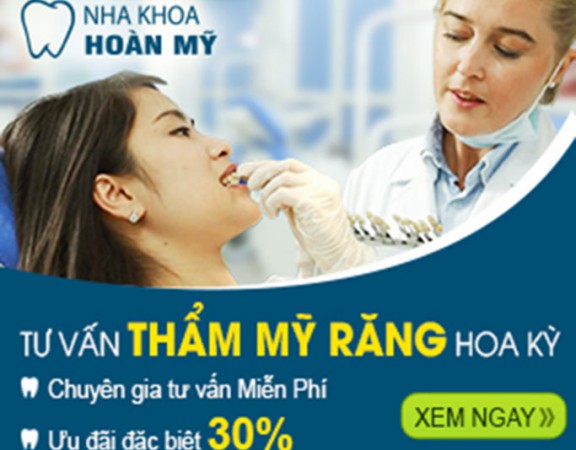 NHA KHOA
HOÀN MỸ
TƯ VẤN THẨM MỸ RĂNG HOA KỲ
Chuyên gia tư vấn Miễn Phí
Ưu đãi đặc biệt 30%
XEM NGAY »